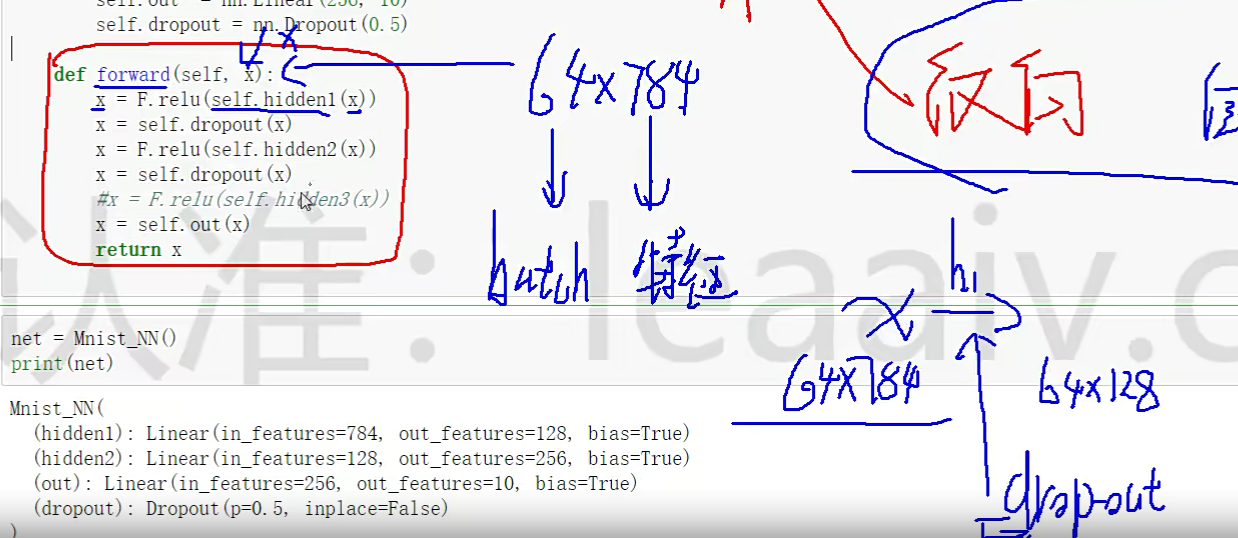 self.out = nn.Linear(256, 10)
self.dropout = nn.Dropout(0.5)
def forward(self, x):
x = F.relu(self.hidden1(x))
x = self.dropout(x)
x = F.relu(self.hidden2(x))
x = self.dropout(x)
#x = F.relu(self.hidden3(x))
x = self.out(x)
return x
x
64x784
batch 特征
反向
x h1
64x784
64x128
dropout
认准：
net = Mnist_NN()
print(net)
Mnist_NN(
(hidden1): Linear(in_features=784, out_features=128, bias=True)
(hidden2): Linear(in_features=128, out_features=256, bias=True)
(out): Linear(in_features=256, out_features=10, bias=True)
(dropout): Dropout(p=0.5, inplace=False)
)